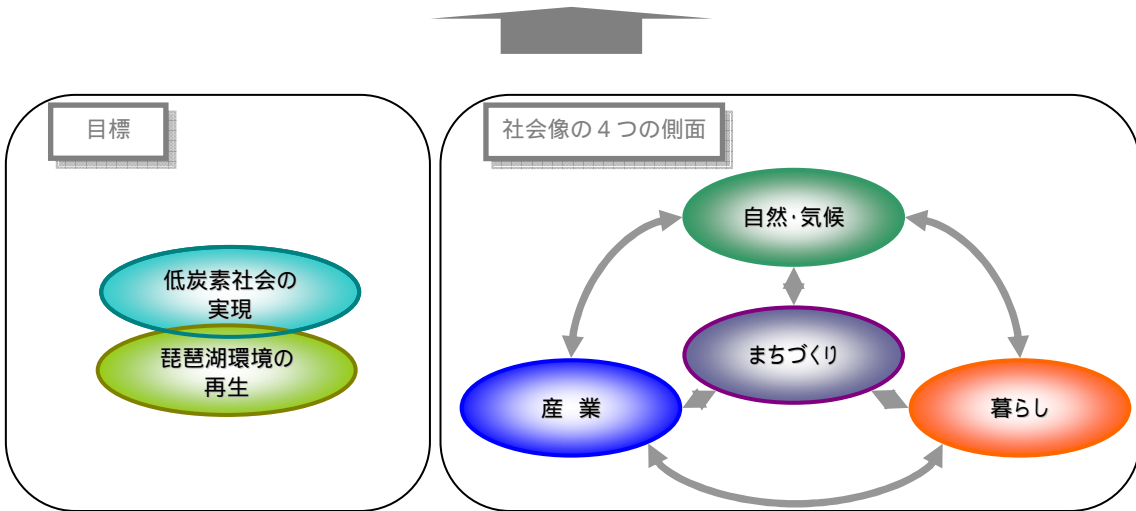 目標
低炭素社会の
実現
琵琶湖環境の
再生
社会像の4つの側面
自然・気候
まちづくり
産 業
暮らし